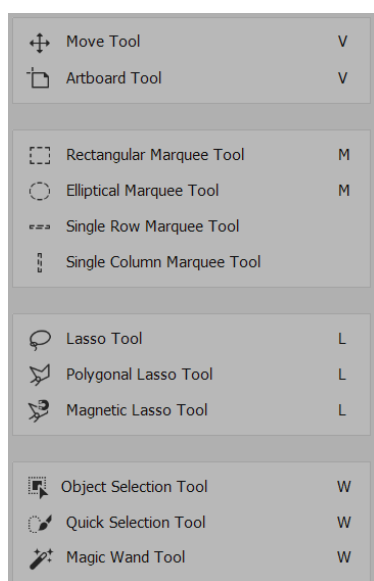 Move Tool V
Artboard Tool V
Rectangular Marquee Tool M
Elliptical Marquee Tool M
Single Row Marquee Tool
Single Column Marquee Tool
Lasso Tool L
Polygonal Lasso Tool L
Magnetic Lasso Tool L
Object Selection Tool W
Quick Selection Tool W
Magic Wand Tool W